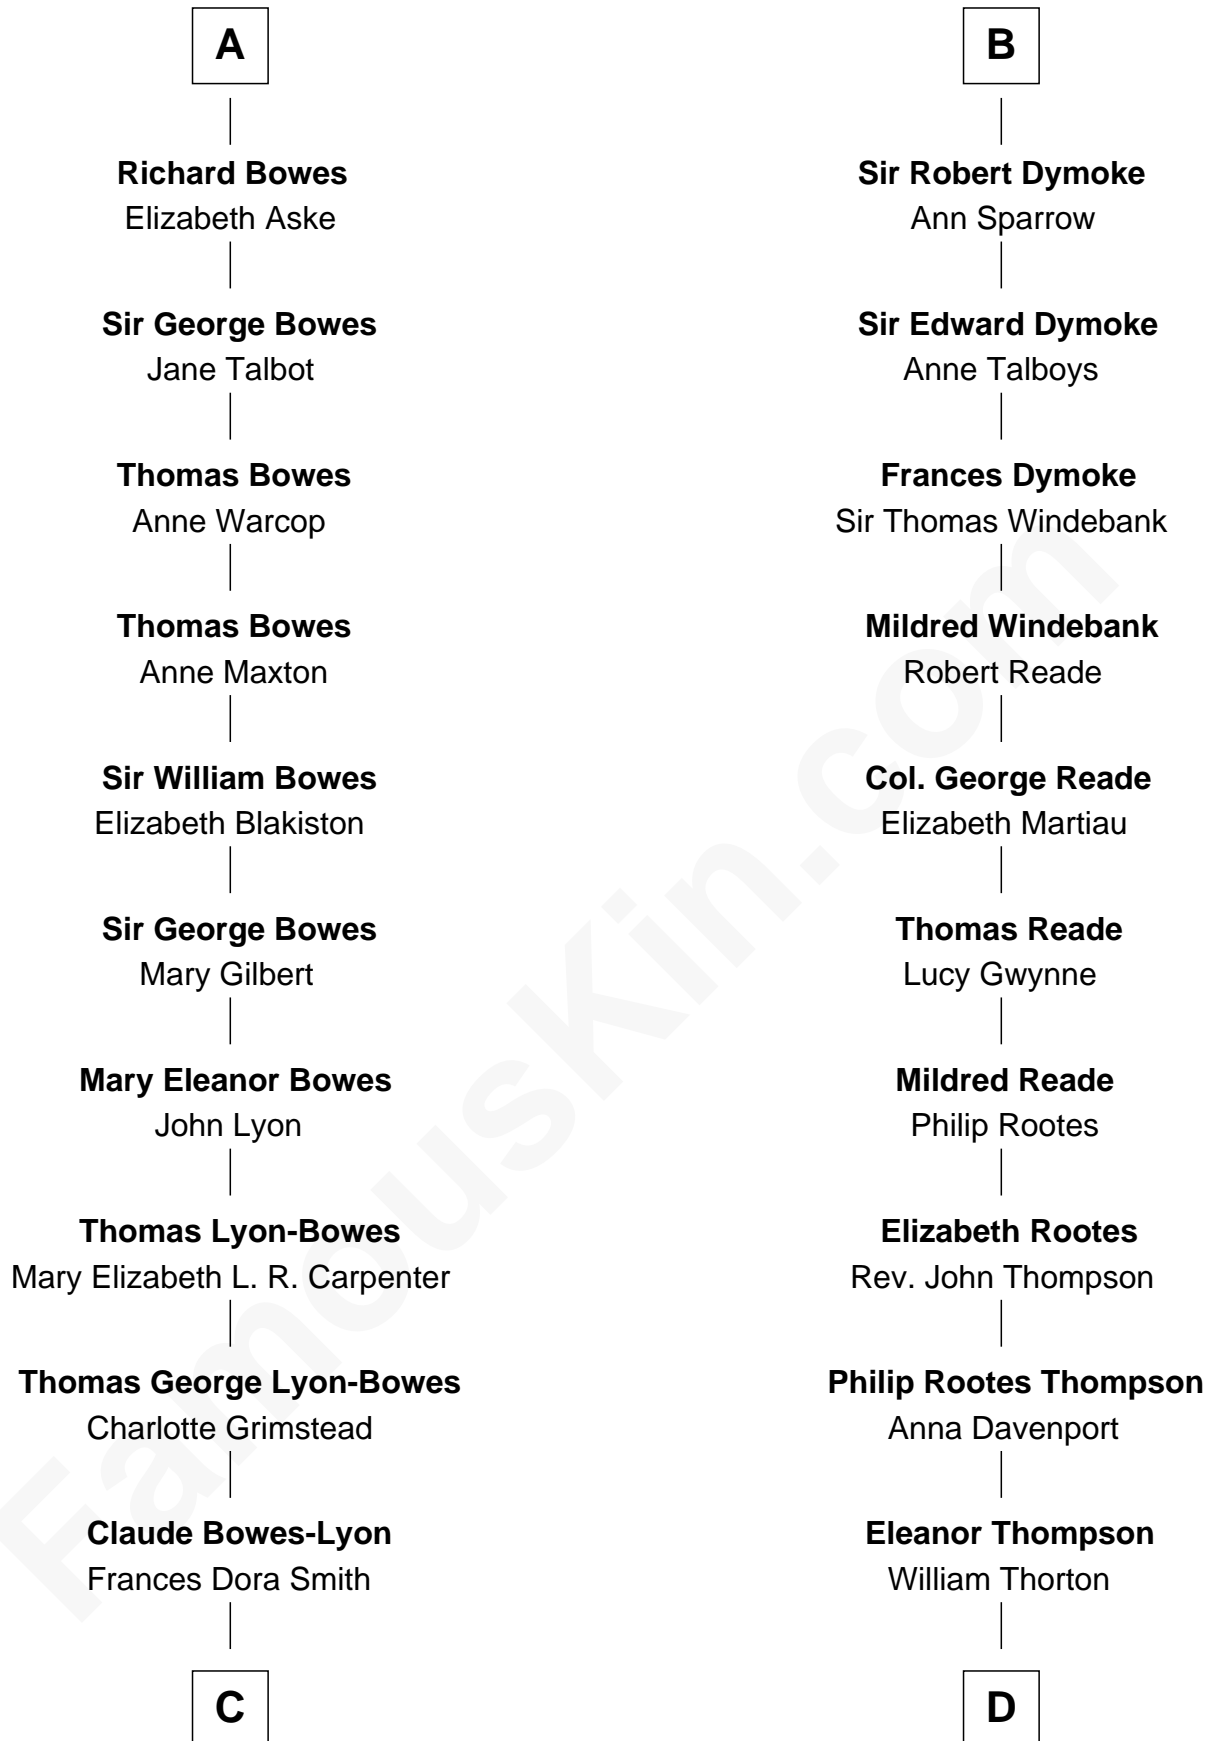 A
Richard Bowes
Elizabeth Aske
Sir George Bowes
Jane Talbot
Thomas Bowes
Anne Warcop
Thomas Bowes
Anne Maxton
Sir William Bowes
Elizabeth Blakiston
Sir George Bowes
Mary Gilbert
Mary Eleanor Bowes
John Lyon
Thomas Lyon-Bowes
Mary Elizabeth L. R. Carpenter
Thomas George Lyon-Bowes
Charlotte Grimstead
Claude Bowes-Lyon
Frances Dora Smith
C
B
Sir Robert Dymoke
Ann Sparrow
Sir Edward Dymoke
Anne Talboys
Frances Dymoke
Sir Thomas Windebank
Mildred Windebank
Robert Reade
Col. George Reade
Elizabeth Martiau
Thomas Reade
Lucy Gwynne
Mildred Reade
Philip Rootes
Elizabeth Rootes
Rev. John Thompson
Philip Rootes Thompson
Anna Davenport
Eleanor Thompson
William Thorton
D
FamousKin.com